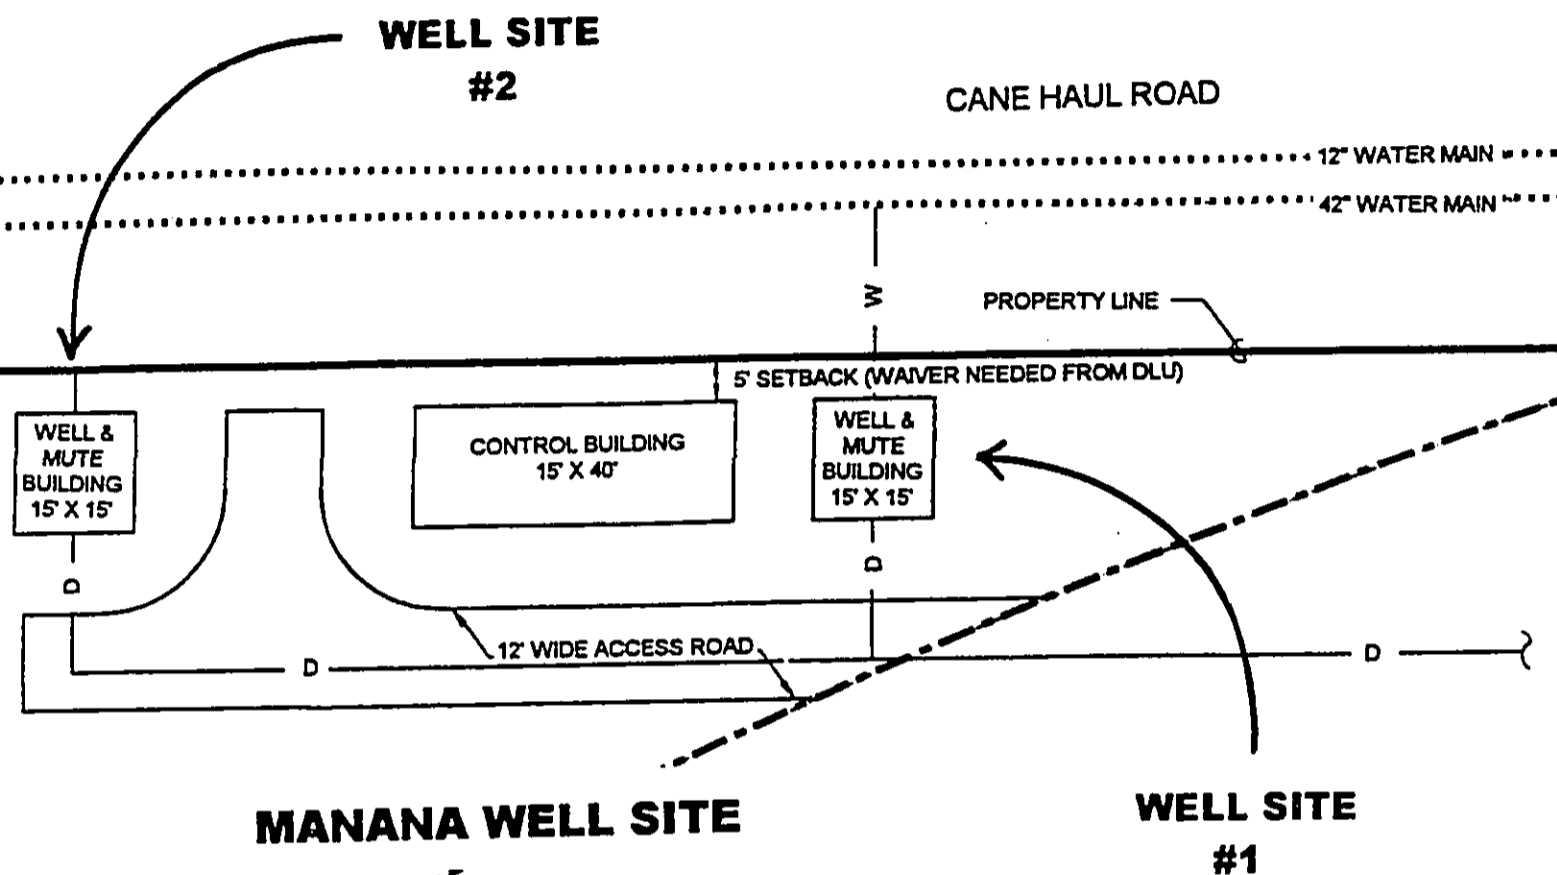 WELL SITE
#2
CANE HAUL ROAD
12" WATER MAIN
42" WATER MAIN
W
PROPERTY LINE
5' SETBACK (WAIVER NEEDED FROM DLU)
WELL &
MUTE
BUILDING
15' X 15'
CONTROL BUILDING
15' X 40'
WELL &
MUTE
BUILDING
15' X 15'
D
D
12' WIDE ACCESS ROAD
D
D
MANANA WELL SITE
WELL SITE
#1